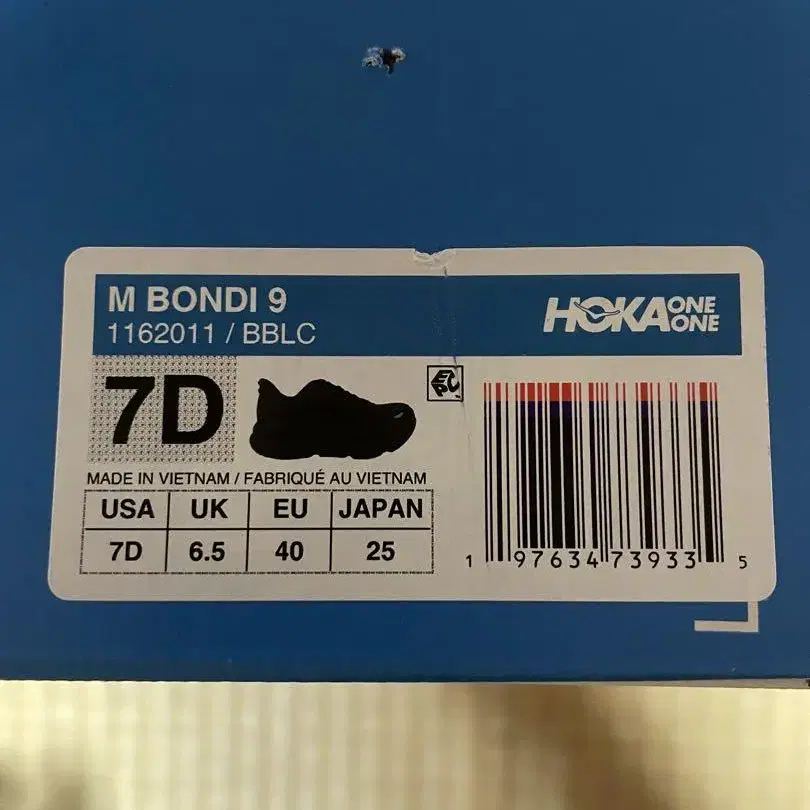 M BONDI 9
1162011 / BBLC
HOKA ONE ONE
7D
EPC
MADE IN VIETNAM / FABRIQUÉ AU VIETNAM
USA UK EU JAPAN
7D 6.5 40 25
1 97634 73933 5